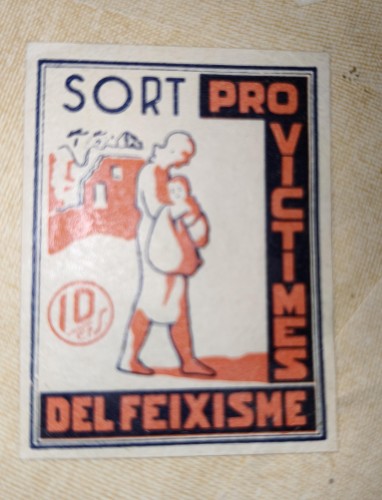 SORT PRO
VICTIMES
DEL FEIXISME
10
cts